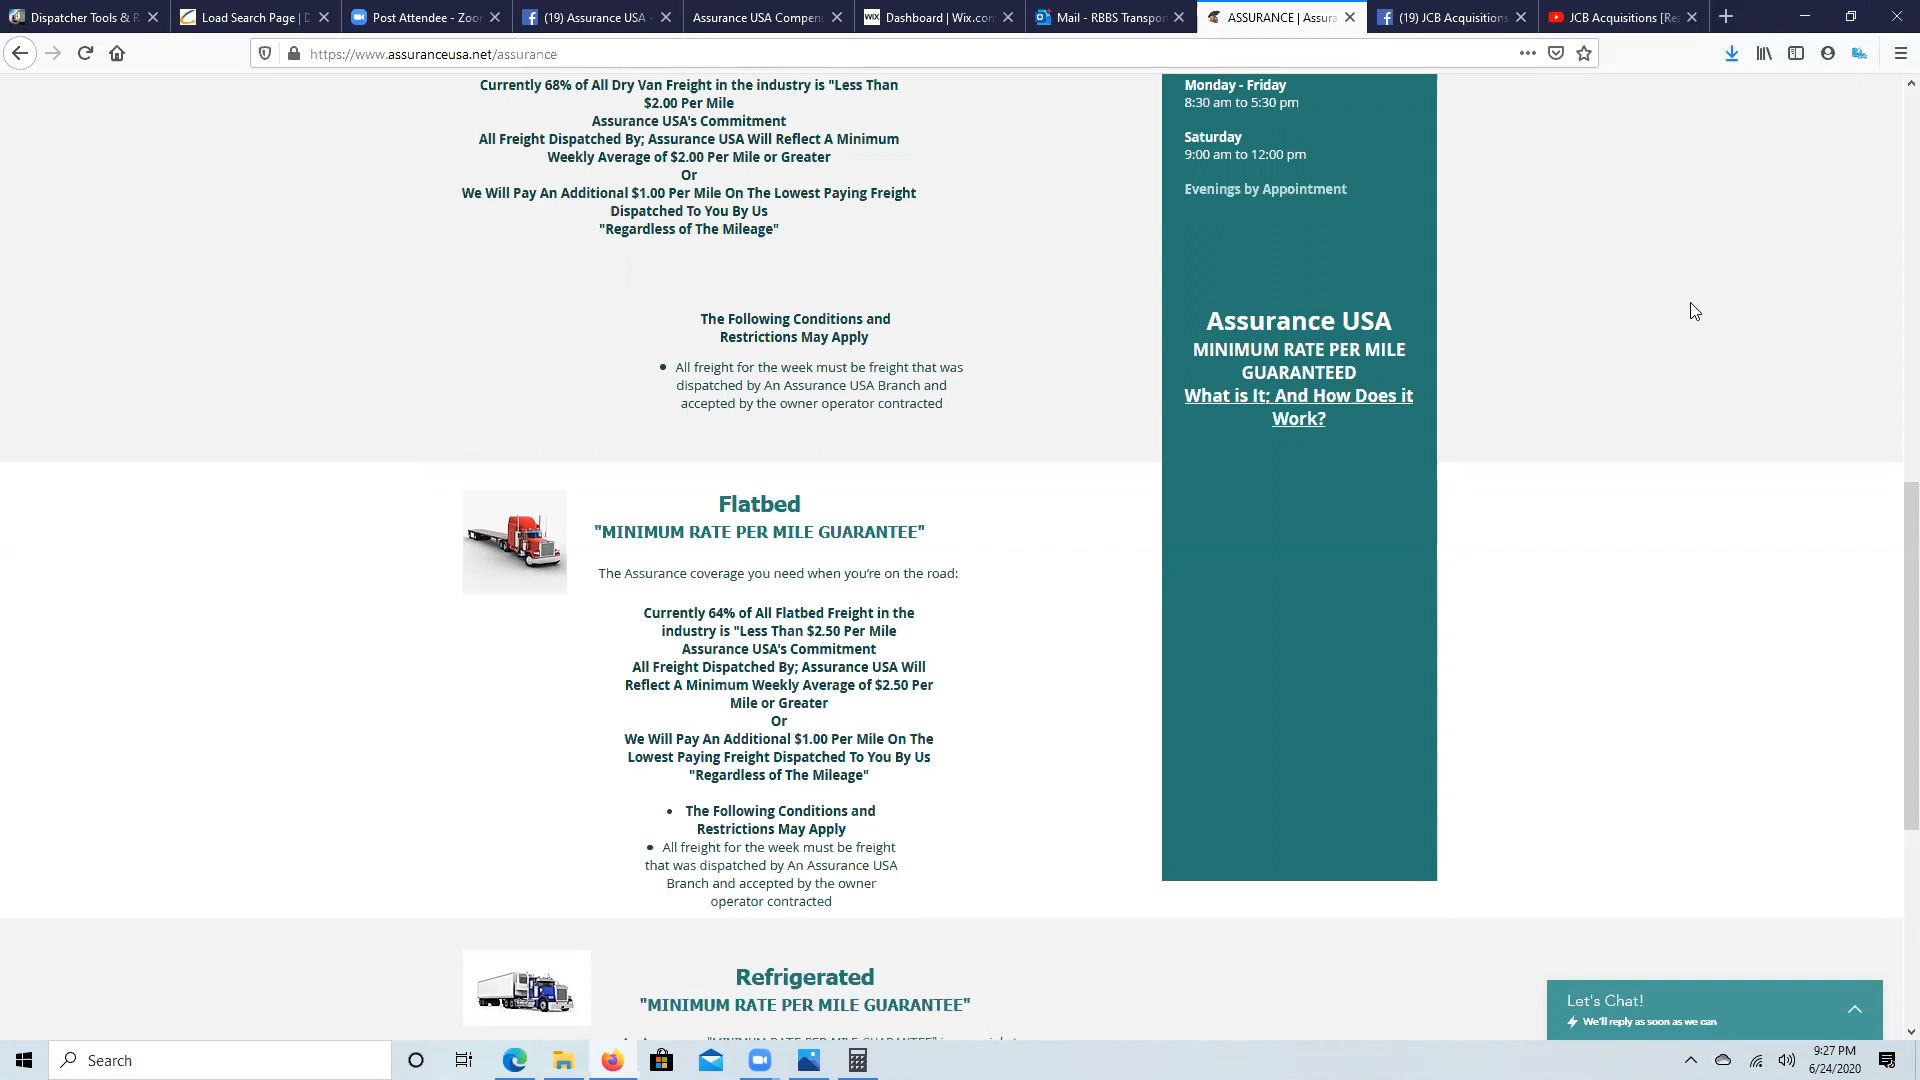 Dispatcher Tools & R
Load Search Page | D
Post Attendee - Zoom
(19) Assurance USA -
Assurance USA Compens
WIX Dashboard | Wix.com
Mail - RBBS Transpor
ASSURANCE | Assura
(19) JCB Acquisitions
JCB Acquisitions [Re
https://www.assuranceusa.net/assurance
Currently 68% of All Dry Van Freight in the industry is "Less Than
$2.00 Per Mile
Assurance USA's Commitment
All Freight Dispatched By; Assurance USA Will Reflect A Minimum
Weekly Average of $2.00 Per Mile or Greater
Or
We Will Pay An Additional $1.00 Per Mile On The Lowest Paying Freight
Dispatched To You By Us
"Regardless of The Mileage"
The Following Conditions and
Restrictions May Apply
• All freight for the week must be freight that was
dispatched by An Assurance USA Branch and
accepted by the owner operator contracted
Monday - Friday
8:30 am to 5:30 pm
Saturday
9:00 am to 12:00 pm
Evenings by Appointment
Assurance USA
MINIMUM RATE PER MILE
GUARANTEED
What is It; And How Does it
Work?
Flatbed
"MINIMUM RATE PER MILE GUARANTEE"
The Assurance coverage you need when you're on the road:
Currently 64% of All Flatbed Freight in the
industry is "Less Than $2.50 Per Mile
Assurance USA's Commitment
All Freight Dispatched By; Assurance USA Will
Reflect A Minimum Weekly Average of $2.50 Per
Mile or Greater
Or
We Will Pay An Additional $1.00 Per Mile On The
Lowest Paying Freight Dispatched To You By Us
"Regardless of The Mileage"
• The Following Conditions and
Restrictions May Apply
• All freight for the week must be freight
that was dispatched by An Assurance USA
Branch and accepted by the owner
operator contracted
Refrigerated
"MINIMUM RATE PER MILE GUARANTEE"
Let's Chat!
We'll reply as soon as we can
Search
9:27 PM
6/24/2020